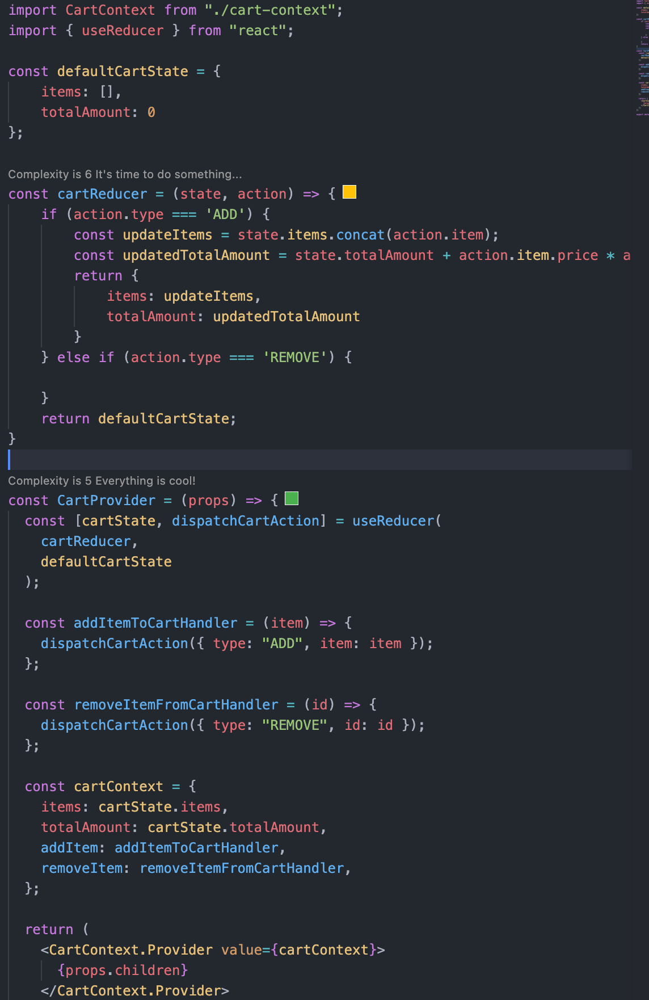 import CartContext from "./cart-context";
import { useReducer } from "react";
const defaultCartState = {
items: [],
totalAmount: 0
};
Complexity is 6 It's time to do something...
const cartReducer = (state, action) => {
if (action.type === 'ADD') {
const updateItems = state.items.concat(action.item);
const updatedTotalAmount = state.totalAmount + action.item.price * a
return {
items: updateItems,
totalAmount: updatedTotalAmount
}
} else if (action.type === 'REMOVE') {
}
return defaultCartState;
}
Complexity is 5 Everything is cool!
const CartProvider = (props) => {
const [cartState, dispatchCartAction] = useReducer(
cartReducer,
defaultCartState
);
const addItemToCartHandler = (item) => {
dispatchCartAction({ type: "ADD", item: item });
};
const removeItemFromCartHandler = (id) => {
dispatchCartAction({ type: "REMOVE", id: id });
};
const cartContext = {
items: cartState.items,
totalAmount: cartState.totalAmount,
addItem: addItemToCartHandler,
removeItem: removeItemFromCartHandler,
};
return (
<CartContext.Provider value={cartContext}>
{props.children}
</CartContext.Provider>